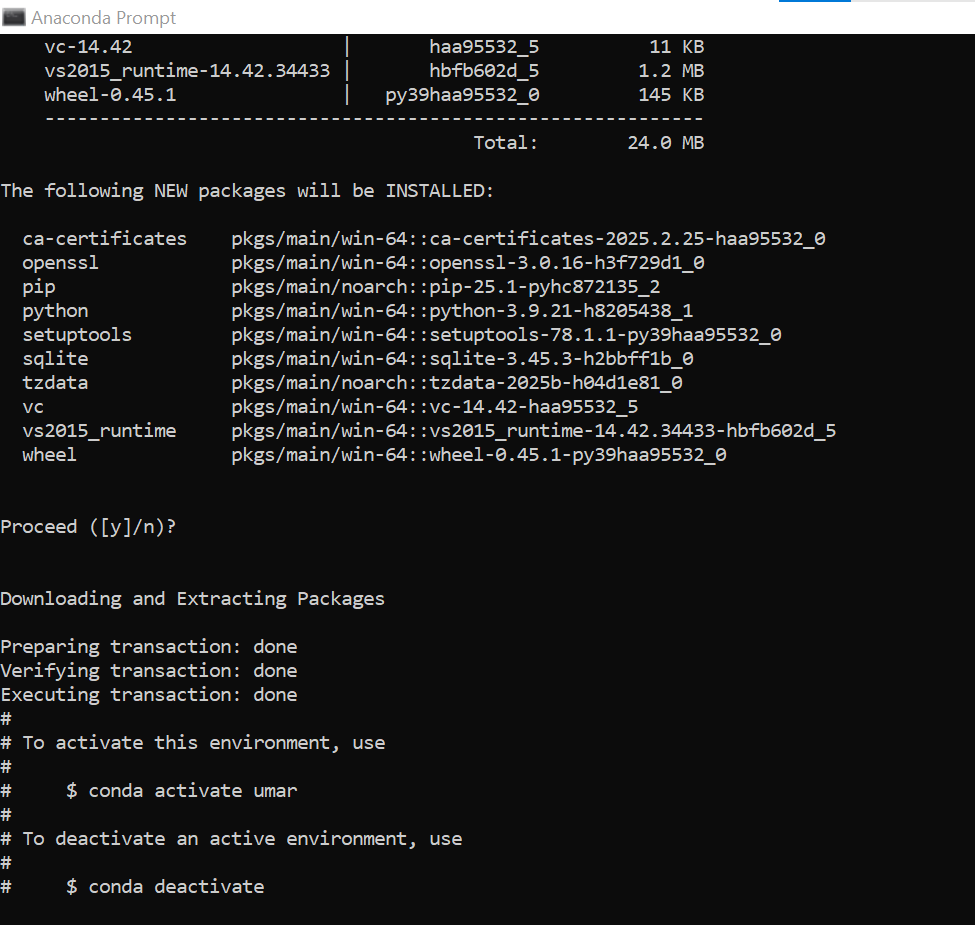 Anaconda Prompt
vc-14.42 | haa95532_5 11 KB
vs2015_runtime-14.42.34433 | hbfb602d_5 1.2 MB
wheel-0.45.1 | py39haa95532_0 145 KB
------------------------------------------------------------
Total: 24.0 MB
The following NEW packages will be INSTALLED:
ca-certificates pkgs/main/win-64::ca-certificates-2025.2.25-haa95532_0
openssl pkgs/main/win-64::openssl-3.0.16-h3f729d1_0
pip pkgs/main/noarch::pip-25.1-pyhc872135_2
python pkgs/main/win-64::python-3.9.21-h8205438_1
setuptools pkgs/main/win-64::setuptools-78.1.1-py39haa95532_0
sqlite pkgs/main/win-64::sqlite-3.45.3-h2bbff1b_0
tzdata pkgs/main/noarch::tzdata-2025b-h04d1e81_0
vc pkgs/main/win-64::vc-14.42-haa95532_5
vs2015_runtime pkgs/main/win-64::vs2015_runtime-14.42.34433-hbfb602d_5
wheel pkgs/main/win-64::wheel-0.45.1-py39haa95532_0
Proceed ([y]/n)?
Downloading and Extracting Packages
Preparing transaction: done
Verifying transaction: done
Executing transaction: done
#
# To activate this environment, use
#
# $ conda activate umar
#
# To deactivate an active environment, use
#
# $ conda deactivate